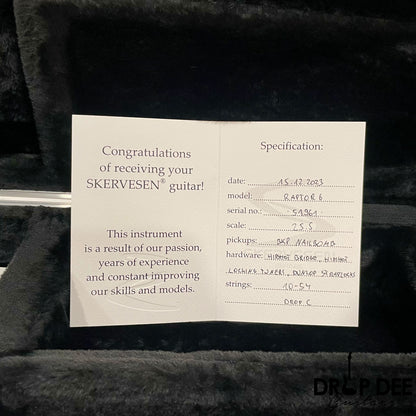 Congratulations
of receiving your
SKERVESEN® guitar!
This instrument
is a result of our passion,
years of experience
and constant improving
our skills and models.
Specification:
date: 15.12.2023
model: RAPTOR 6
serial no.: S1961
scale: 25.5
pickups: BKP NAILBOMB
hardware: HIPSHOT BRIDGE, HIPSHOT
LOCKING TUNERS, DUNLOP STRAPLOCKS
strings: 10-54
DROP C
DROP DEE